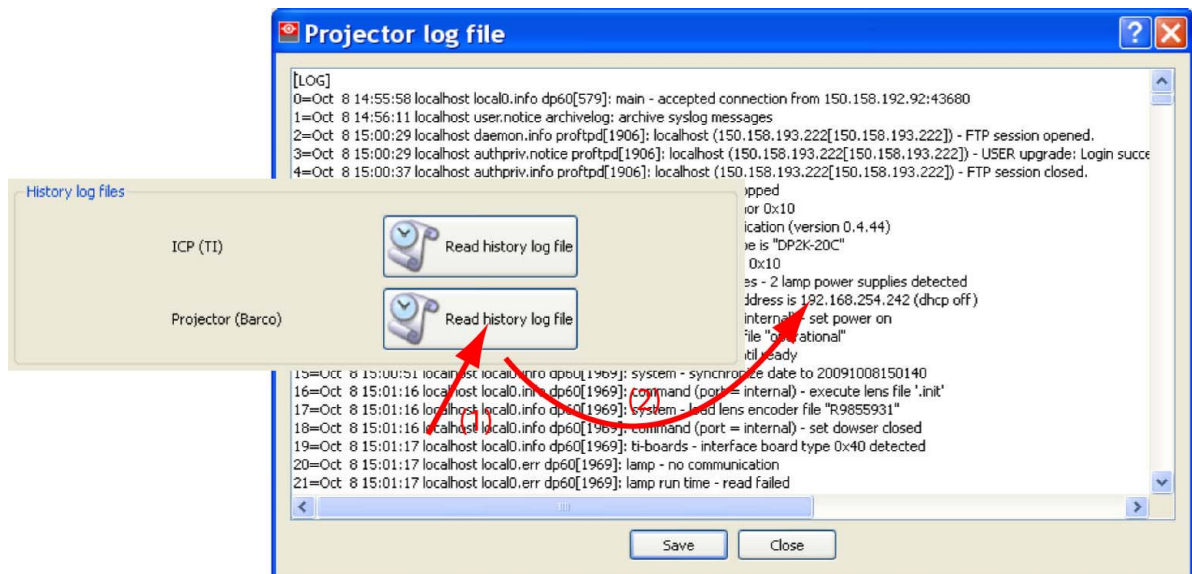 Projector log file
[LOG]
0=Oct 8 14:55:58 localhost local0.info dp60[579]: main - accepted connection from 150.158.192.92:43680
1=Oct 8 14:56:11 localhost user.notice archivelog: archive syslog messages
2=Oct 8 15:00:29 localhost daemon.info proftpd[1906]: localhost (150.158.193.222[150.158.193.222]) - FTP session opened.
3=Oct 8 15:00:29 localhost authpriv.notice proftpd[1906]: localhost (150.158.193.222[150.158.193.222]) - USER upgrade: Login succe
4=Oct 8 15:00:37 localhost authpriv.info proftpd[1906]: localhost (150.158.193.222[150.158.193.222]) - FTP session closed.
opped
or 0x10
ication (version 0.4.44)
pe is "DP2K-20C"
0x10
es - 2 lamp power supplies detected
ddress is 192.168.254.242 (dhcp off)
internal) - set power on
file "operational"
til ready
15=Oct 8 15:00:51 localhost local0.info dp60[1969]: system - synchronize date to 20091008150140
16=Oct 8 15:01:16 localhost local0.info dp60[1969]: command (port = internal) - execute lens file '.init'
17=Oct 8 15:01:16 localhost local0.info dp60[1969]: system - load lens encoder file "R9855931"
18=Oct 8 15:01:16 localhost local0.info dp60[1969]: command (port = internal) - set dowser closed
19=Oct 8 15:01:17 localhost local0.info dp60[1969]: ti-boards - interface board type 0x40 detected
20=Oct 8 15:01:17 localhost local0.err dp60[1969]: lamp - no communication
21=Oct 8 15:01:17 localhost local0.err dp60[1969]: lamp run time - read failed
Save
Close
History log files
ICP (TI)
Read history log file
Projector (Barco)
Read history log file
(1)
(2)